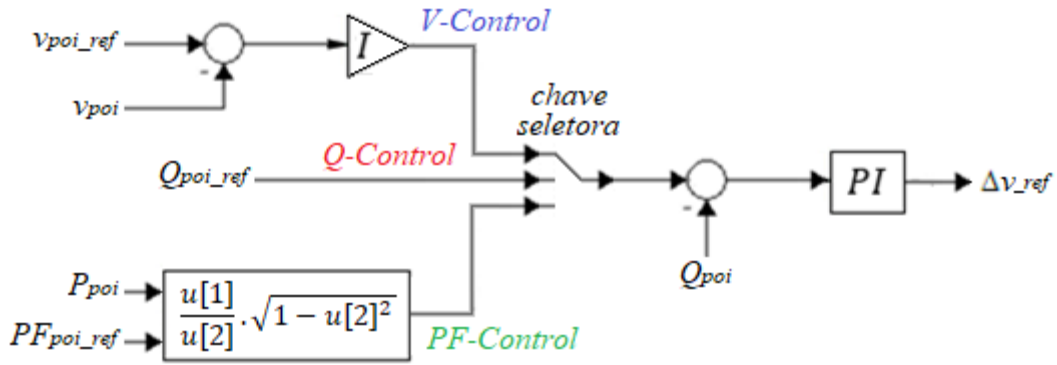 V-Control
vpoi_ref
I
-
vpoi
chave
seletora
Q-Control
Qpoi_ref
PI
Δv_ref
-
Qpoi
Ppoi
PFpoi_ref
u[1]/u[2] . √1 − u[2]²
PF-Control